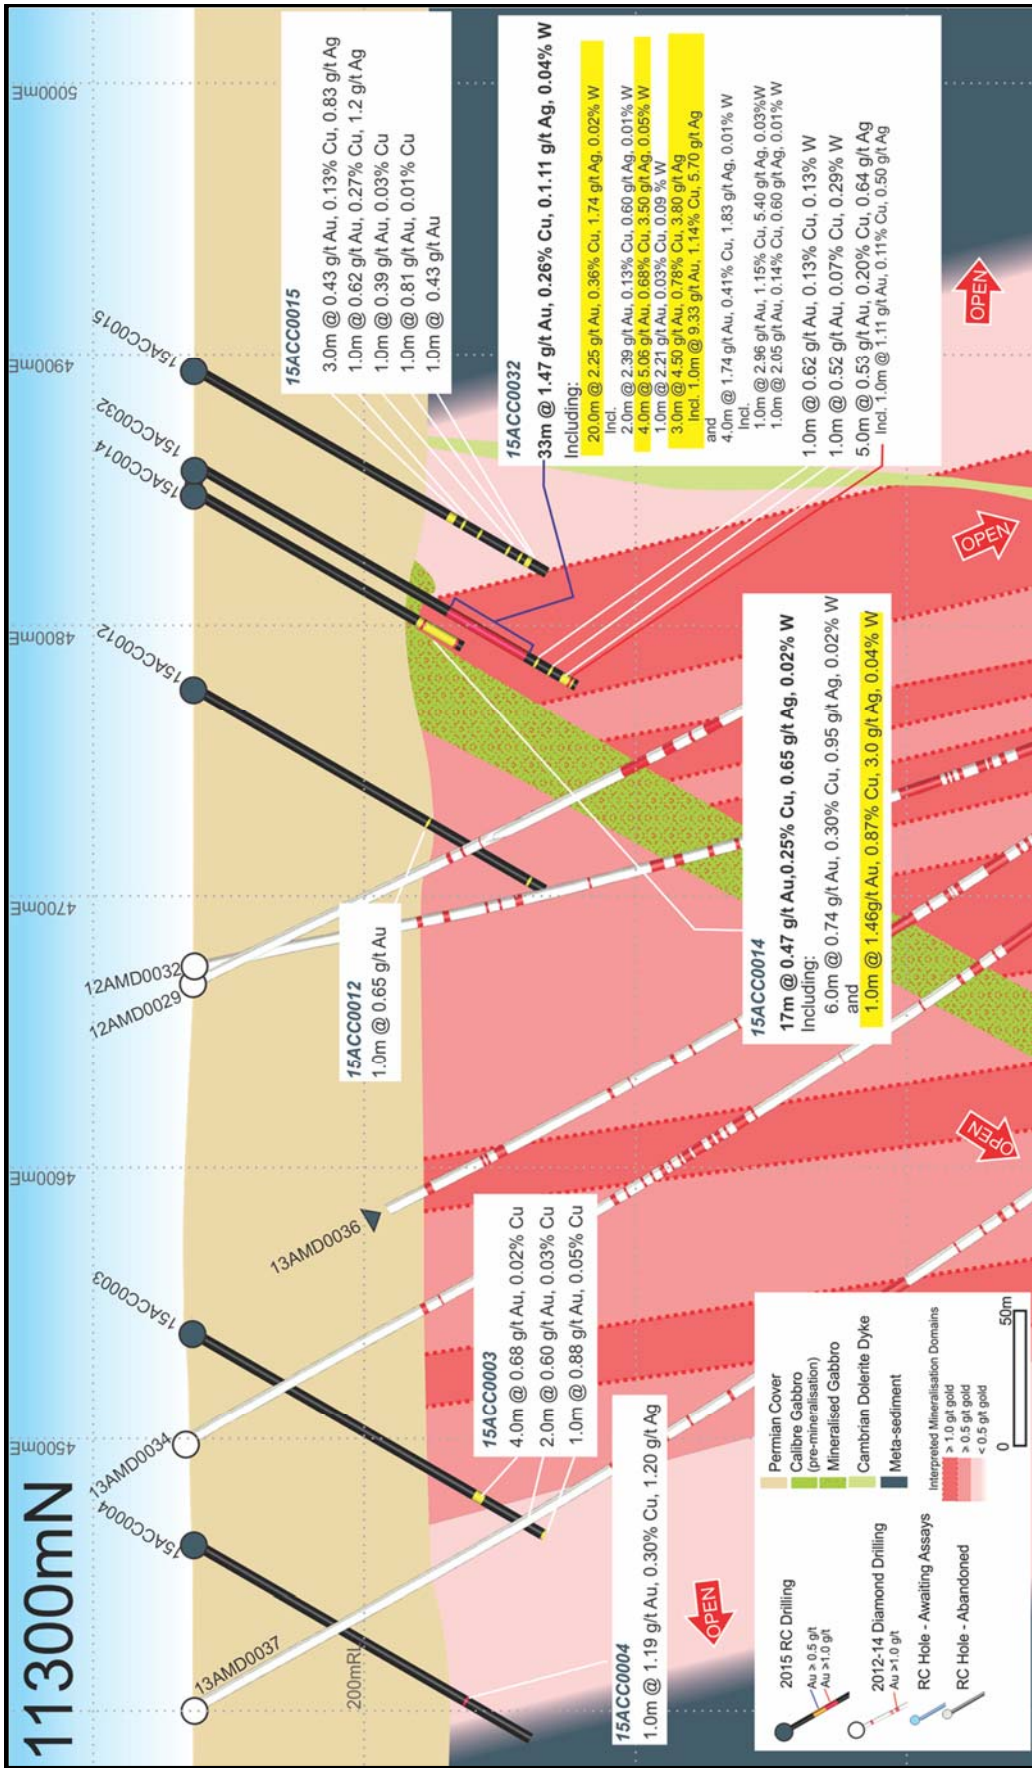 11300mN
4500mE
4600mE
4700mE
4800mE
4900mE
5000mE
200mRL
13AMD0037
15ACC0004
13AMD0034
15ACC0003
13AMD0036
12AMD0029
12AMD0032
15ACC0012
15ACC0014
15ACC0032
15ACC0015
15ACC0015
3.0m @ 0.43 g/t Au, 0.13% Cu, 0.83 g/t Ag
1.0m @ 0.62 g/t Au, 0.27% Cu, 1.2 g/t Ag
1.0m @ 0.39 g/t Au, 0.03% Cu
1.0m @ 0.81 g/t Au, 0.01% Cu
1.0m @ 0.43 g/t Au
15ACC0032
33m @ 1.47 g/t Au, 0.26% Cu, 01.11 g/t Ag, 0.04% W
Including:
20.0m @ 2.25 g/t Au, 0.36% Cu, 1.74 g/t Ag, 0.02% W
Incl.
2.0m @ 2.39 g/t Au, 0.13% Cu, 0.60 g/t Ag, 0.01% W
4.0m @ 5.06 g/t Au, 0.68% Cu, 3.50 g/t Ag, 0.05% W
1.0m @ 2.21 g/t Au, 0.03% Cu, 0.09 % W
3.0m @ 4.50 g/t Au, 0.78% Cu, 3.80 g/t Ag
Incl. 1.0m @ 9.33 g/t Au, 1.14% Cu, 5.70 g/t Ag
and
4.0m @ 1.74 g/t Au, 0.41% Cu, 1.83 g/t Ag, 0.01% W
Incl.
1.0m @ 2.96 g/t Au, 1.15% Cu, 5.40 g/t Ag, 0.03%W
1.0m @ 2.05 g/t Au, 0.14% Cu, 0.60 g/t Ag, 0.01% W
1.0m @ 0.62 g/t Au, 0.13% Cu, 0.13% W
1.0m @ 0.52 g/t Au, 0.07% Cu, 0.29% W
5.0m @ 0.53 g/t Au, 0.20% Cu, 0.64 g/t Ag
Incl. 1.0m @ 1.11 g/t Au, 0.11% Cu, 0.50 g/t Ag
15ACC0012
1.0m @ 0.65 g/t Au
15ACC0014
17m @ 0.47 g/t Au,0.25% Cu, 0.65 g/t Ag, 0.02% W
Including:
6.0m @ 0.74 g/t Au, 0.30% Cu, 0.95 g/t Ag, 0.02% W
and
1.0m @ 1.46g/t Au, 0.87% Cu, 3.0 g/t Ag, 0.04% W
15ACC0003
4.0m @ 0.68 g/t Au, 0.02% Cu
2.0m @ 0.60 g/t Au, 0.03% Cu
1.0m @ 0.88 g/t Au, 0.05% Cu
15ACC0004
1.0m @ 1.19 g/t Au, 0.30% Cu, 1.20 g/t Ag
OPEN
OPEN
OPEN
OPEN
2015 RC Drilling
Au > 0.5 g/t
Au >1.0 g/t
2012-14 Diamond Drilling
Au >1.0 g/t
RC Hole - Awaiting Assays
RC Hole - Abandoned
Permian Cover
Calibre Gabbro
(pre-mineralisation)
Mineralised Gabbro
Cambrian Dolerite Dyke
Meta-sediment
Interpreted Mineralisation Domains
> 1.0 g/t gold
> 0.5 g/t gold
< 0.5 g/t gold
0
50m